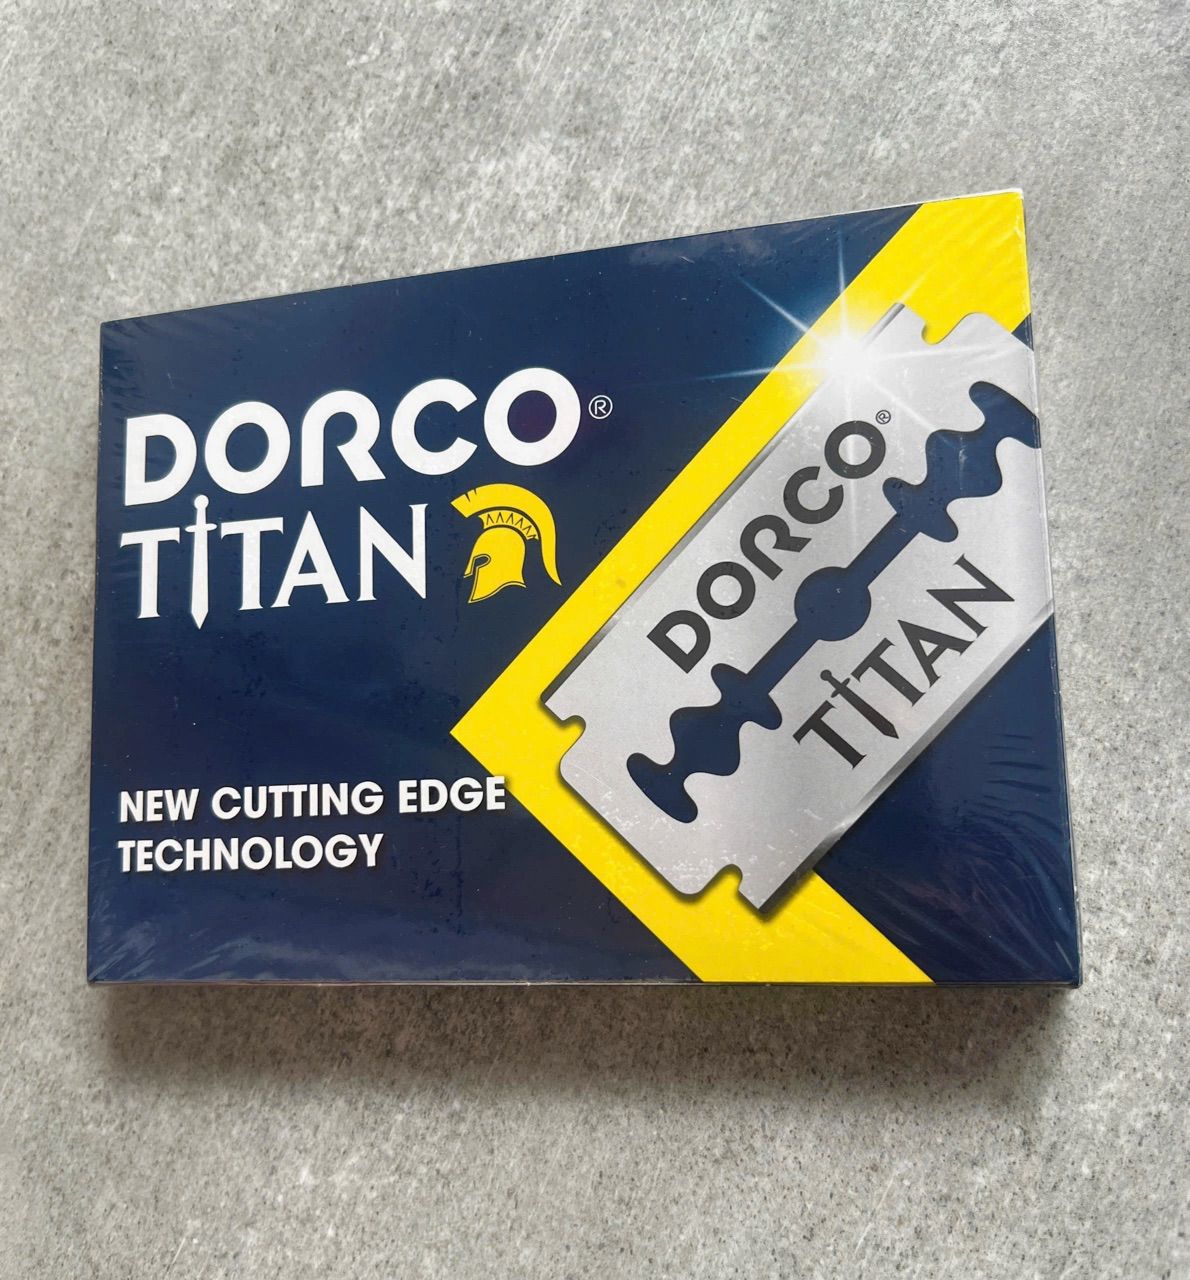 DORCO®
TITAN
NEW CUTTING EDGE
TECHNOLOGY
DORCO®
TITAN